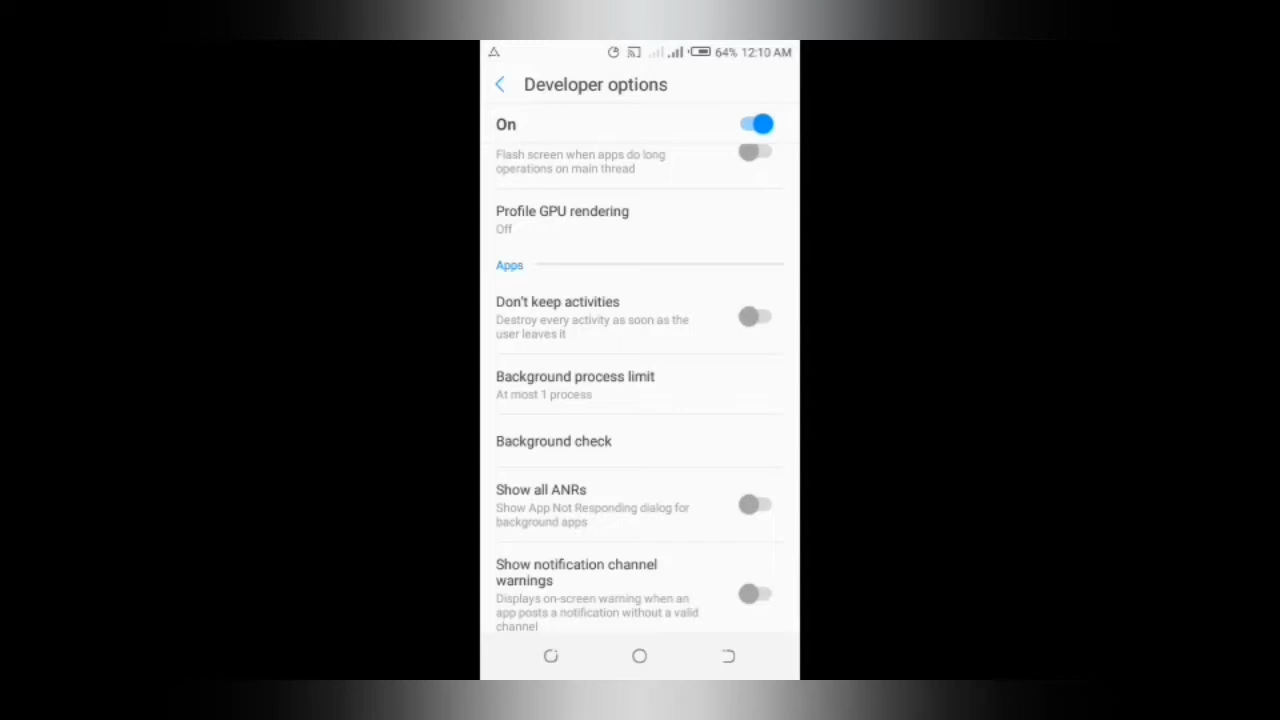 64% 12:10 AM
Developer options
On
Flash screen when apps do long
operations on main thread
Profile GPU rendering
Off
Apps
Don't keep activities
Destroy every activity as soon as the
user leaves it
Background process limit
At most 1 process
Background check
Show all ANRs
Show App Not Responding dialog for
background apps
Show notification channel
warnings
Displays on-screen warning when an
app posts a notification without a valid
channel